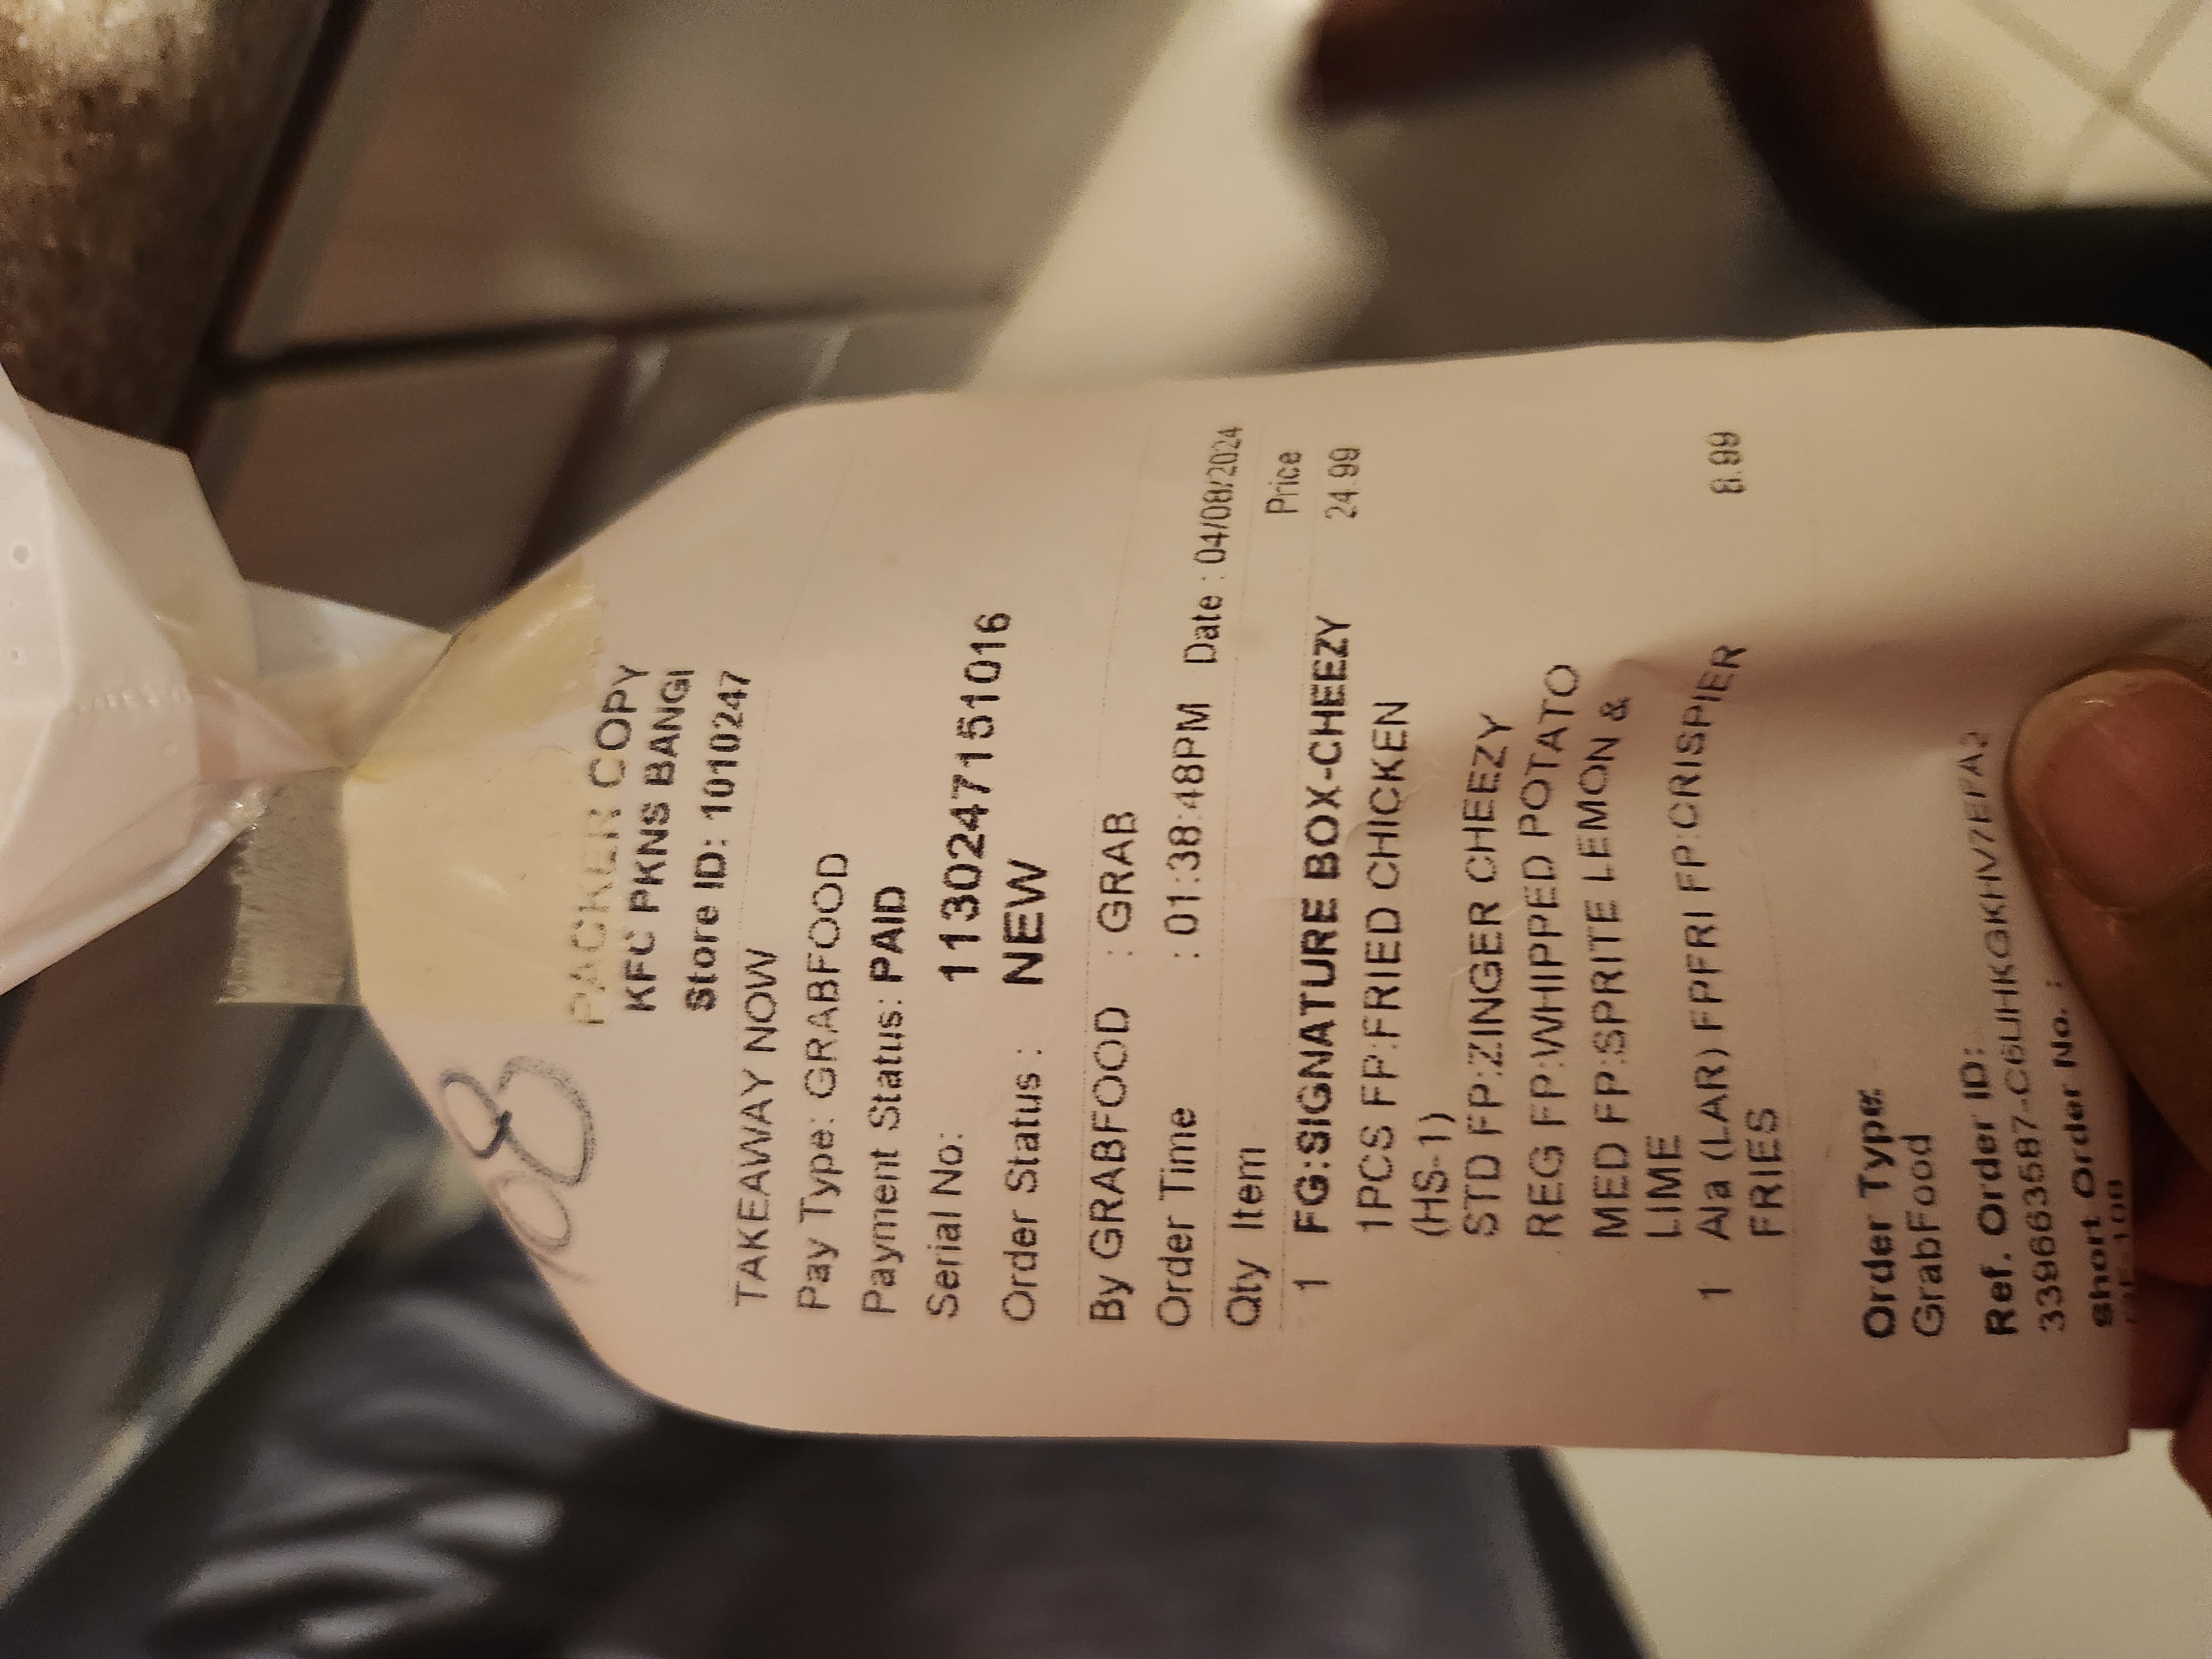 108
PACKER COPY
KFC PKNS BANGI
Store ID: 1010247
TAKEAWAY NOW
Pay Type: GRABFOOD
Payment Status: PAID
Serial No: 1130247151016
Order Status : NEW
By GRABFOOD : GRAB
Order Time : 01:38:48PM Date : 04/08/2024
Qty Item Price
1 FG:SIGNATURE BOX-CHEEZY 24.99
1PCS FP:FRIED CHICKEN
(HS-1)
STD FP:ZINGER CHEEZY
REG FP:WHIPPED POTATO
MED FP:SPRITE LEMON &
LIME
1 Ala (LAR) FPFRI FP:CRISPIER 8.99
FRIES
Order Type:
GrabFood
Ref. Order ID:
339663587-C6UHKGKHV7EFA2
Short Order No. :
108